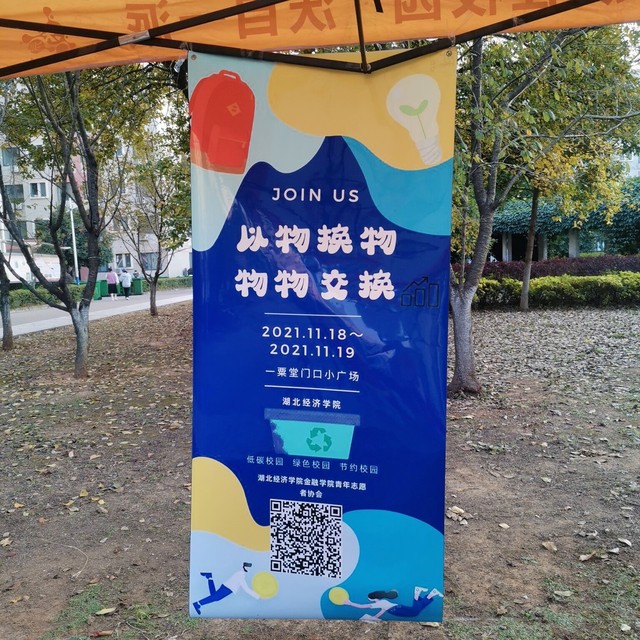 JOIN US
以物换物
物物交换
2021.11.18～
2021.11.19
一粟堂门口小广场
湖北经济学院
低碳校园 绿色校园 节约校园
湖北经济学院金融学院青年志愿
者协会